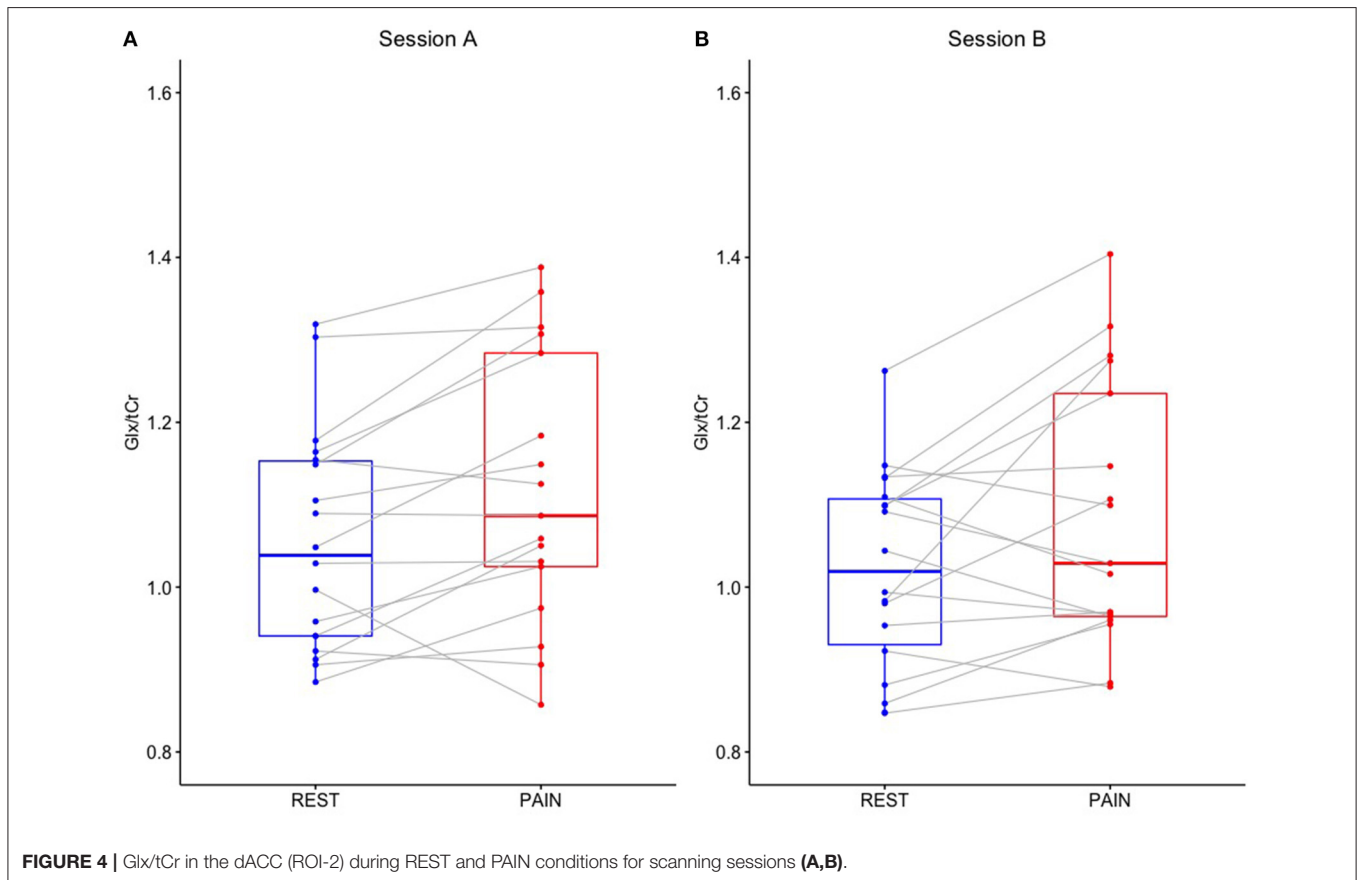 A
Session A
Glx/tCr
1.6
1.4
1.2
1.0
0.8
REST
PAIN
B
Session B
Glx/tCr
1.6
1.4
1.2
1.0
0.8
REST
PAIN
FIGURE 4 | Glx/tCr in the dACC (ROI-2) during REST and PAIN conditions for scanning sessions (A,B).